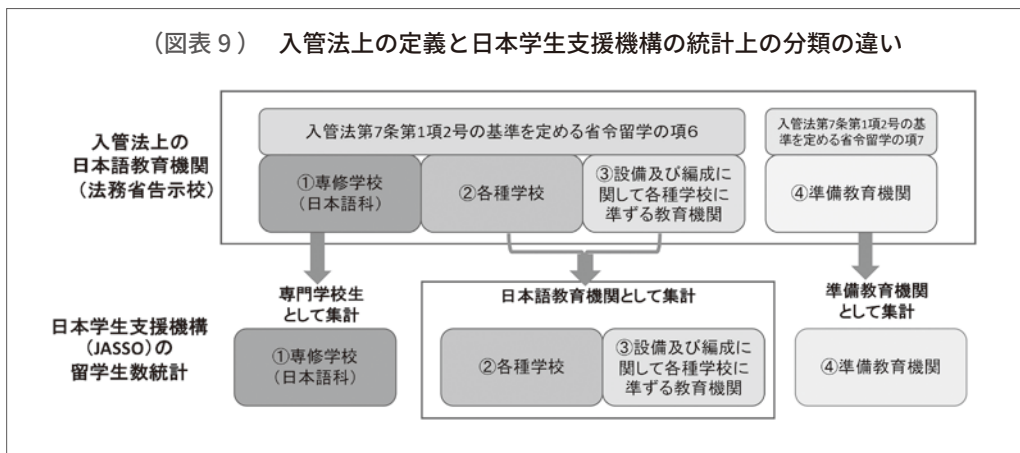 （図表９）　入管法上の定義と日本学生支援機構の統計上の分類の違い
入管法上の
日本語教育機関
（法務省告示校）
入管法第7条第1項2号の基準を定める省令留学の項６
入管法第7条第1項2号の基
準を定める省令留学の項7
①専修学校
（日本語科）
②各種学校
③設備及び編成に
関して各種学校に
準ずる教育機関
④準備教育機関
専門学校生
として集計
日本語教育機関として集計
準備教育機関
として集計
日本学生支援機構
（JASSO）の
留学生数統計
①専修学校
（日本語科）
②各種学校
③設備及び編成に
関して各種学校に
準ずる教育機関
④準備教育機関